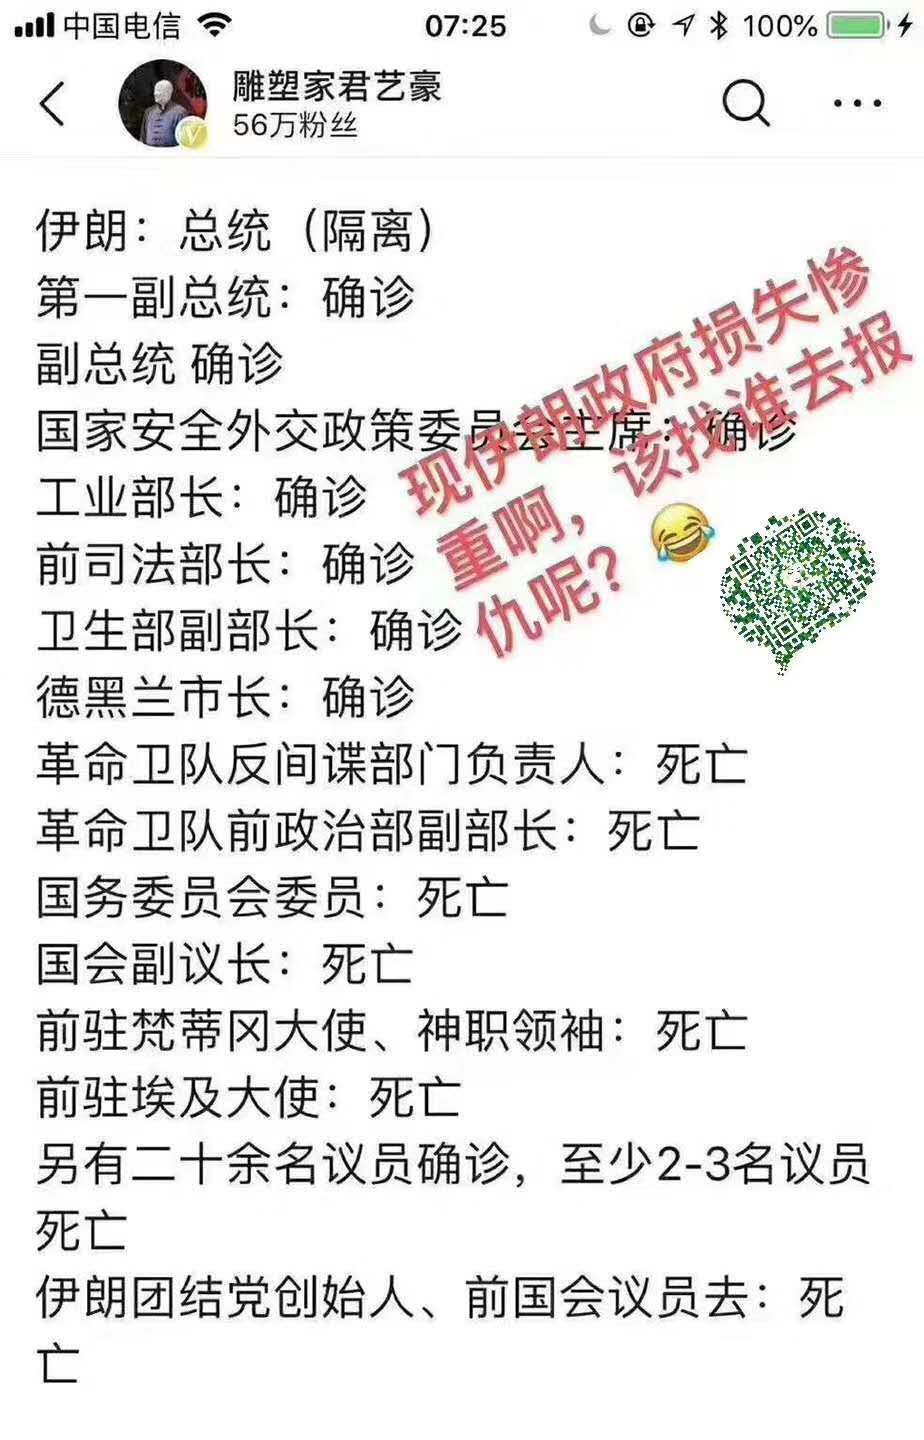 中国电信
07:25
100%
雕塑家君艺豪
56万粉丝
伊朗：总统（隔离）
第一副总统：确诊
副总统 确诊
国家安全外交政策委员会主席：确诊
工业部长：确诊
前司法部长：确诊
卫生部副部长：确诊
德黑兰市长：确诊
革命卫队反间谍部门负责人：死亡
革命卫队前政治部副部长：死亡
国务委员会委员：死亡
国会副议长：死亡
前驻梵蒂冈大使、神职领袖：死亡
前驻埃及大使：死亡
另有二十余名议员确诊，至少2-3名议员
死亡
伊朗团结党创始人、前国会议员去：死
亡
现伊朗政府损失惨
重啊，该找谁去报
仇呢？😂